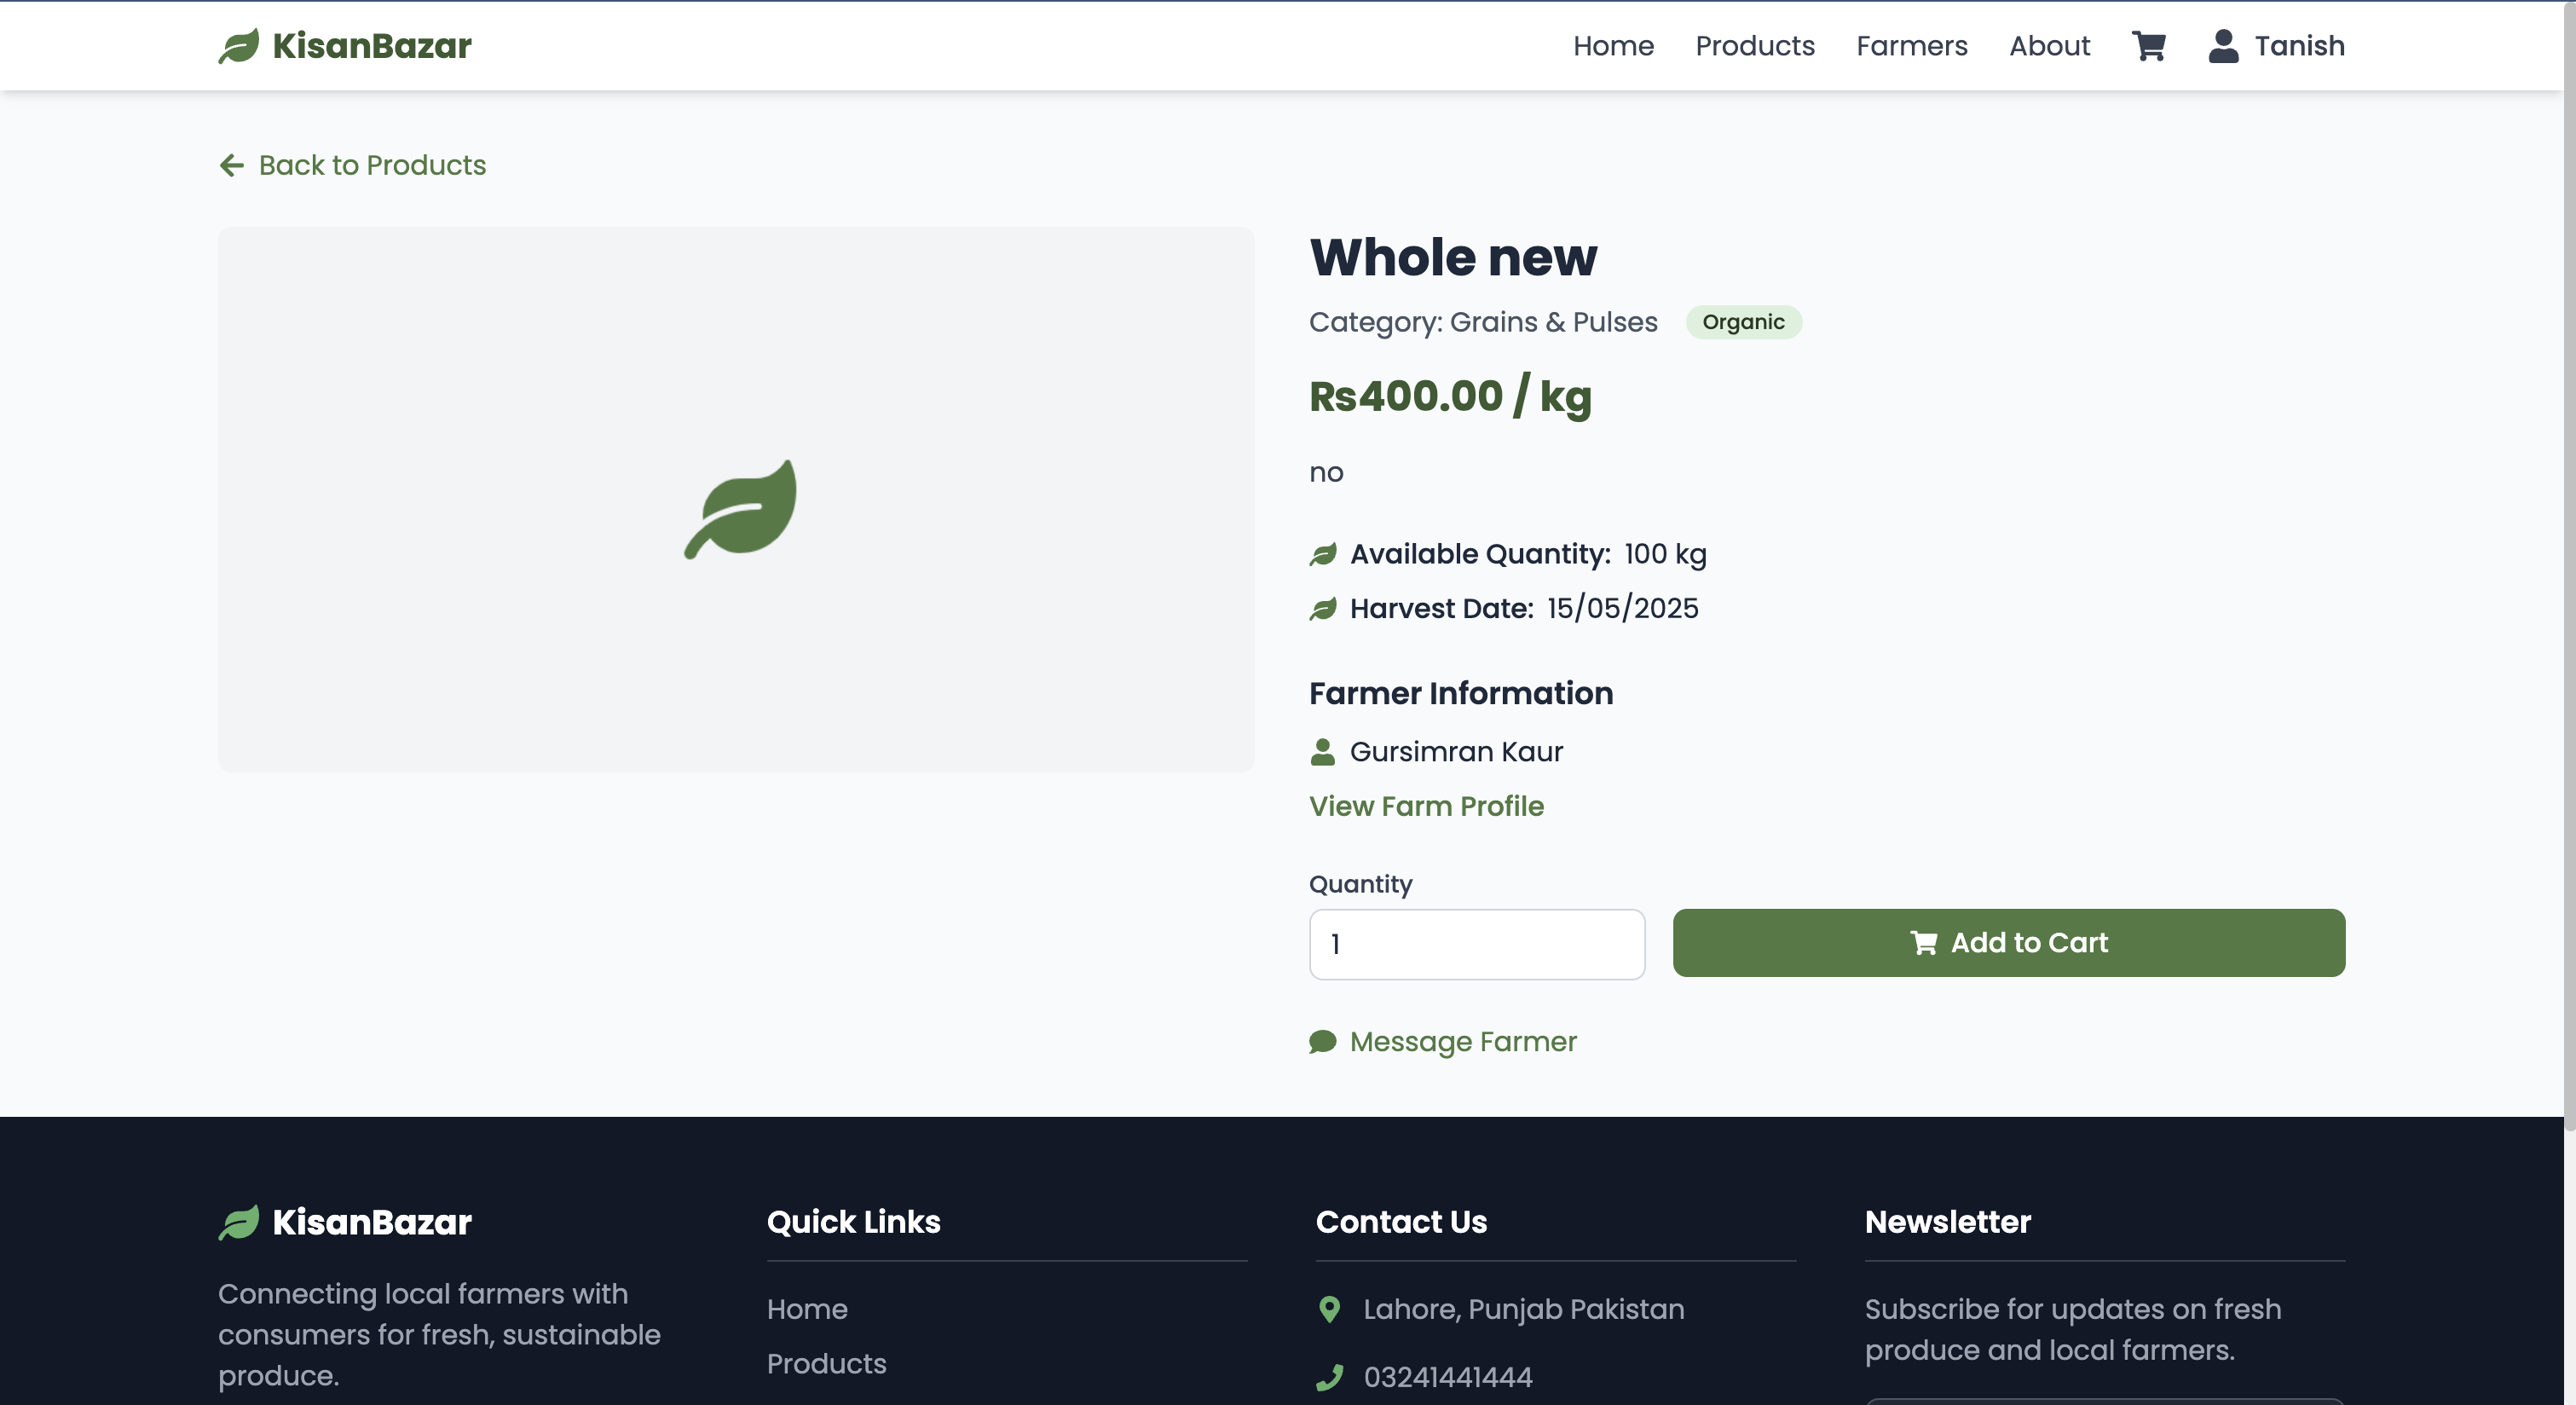 KisanBazar
Home Products Farmers About Tanish
Back to Products
Whole new
Category: Grains & Pulses Organic
₨400.00 / kg
no
Available Quantity: 100 kg
Harvest Date: 15/05/2025
Farmer Information
Gursimran Kaur
View Farm Profile
Quantity
1
Add to Cart
Message Farmer
KisanBazar
Connecting local farmers with
consumers for fresh, sustainable
produce.
Quick Links
Home
Products
Contact Us
Lahore, Punjab Pakistan
03241441444
Newsletter
Subscribe for updates on fresh
produce and local farmers.